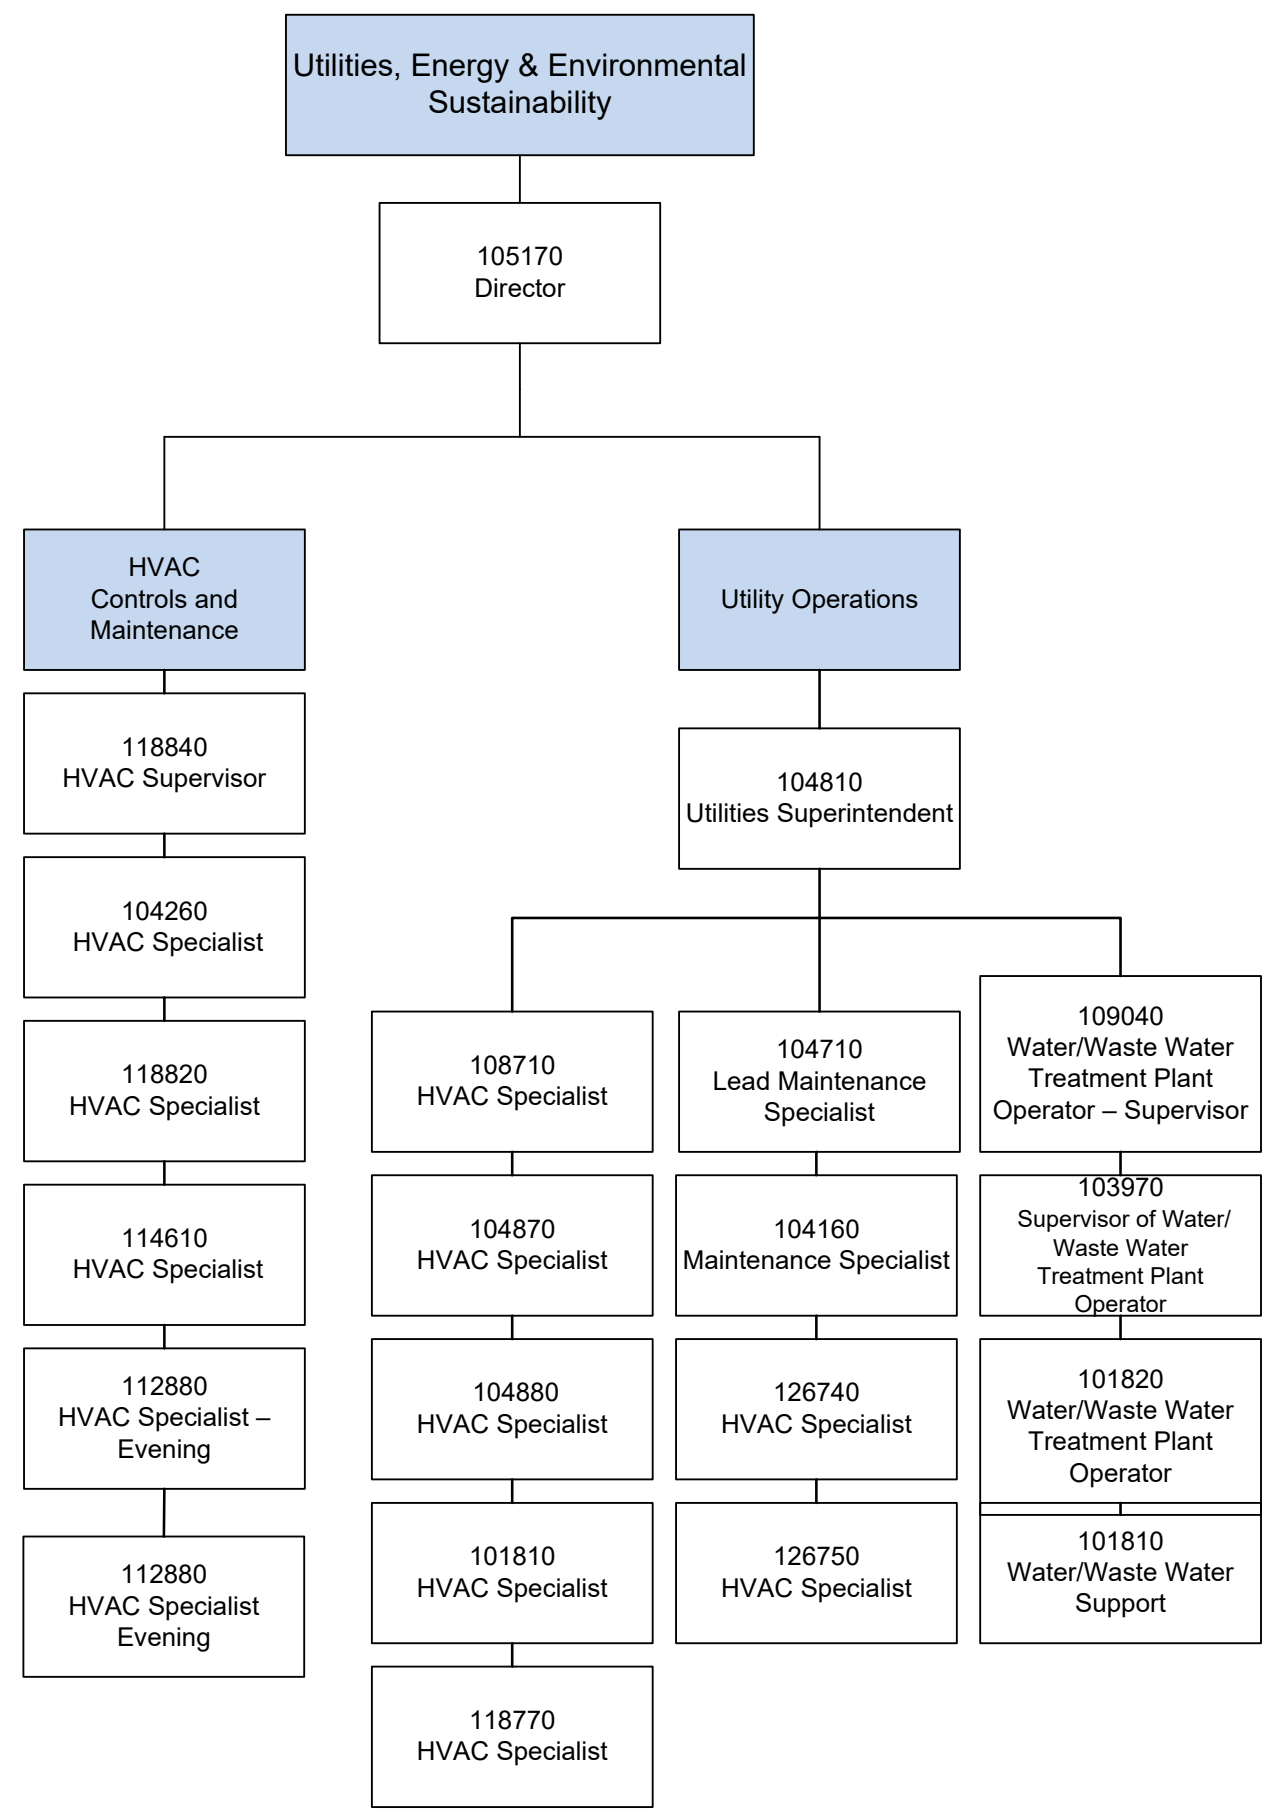 Utilities, Energy & Environmental
Sustainability
105170
Director
HVAC
Controls and
Maintenance
118840
HVAC Supervisor
104260
HVAC Specialist
118820
HVAC Specialist
114610
HVAC Specialist
112880
HVAC Specialist –
Evening
112880
HVAC Specialist
Evening
Utility Operations
104810
Utilities Superintendent
108710
HVAC Specialist
104870
HVAC Specialist
104880
HVAC Specialist
101810
HVAC Specialist
118770
HVAC Specialist
104710
Lead Maintenance
Specialist
104160
Maintenance Specialist
126740
HVAC Specialist
126750
HVAC Specialist
109040
Water/Waste Water
Treatment Plant
Operator – Supervisor
103970
Supervisor of Water/
Waste Water
Treatment Plant
Operator
101820
Water/Waste Water
Treatment Plant
Operator
101810
Water/Waste Water
Support